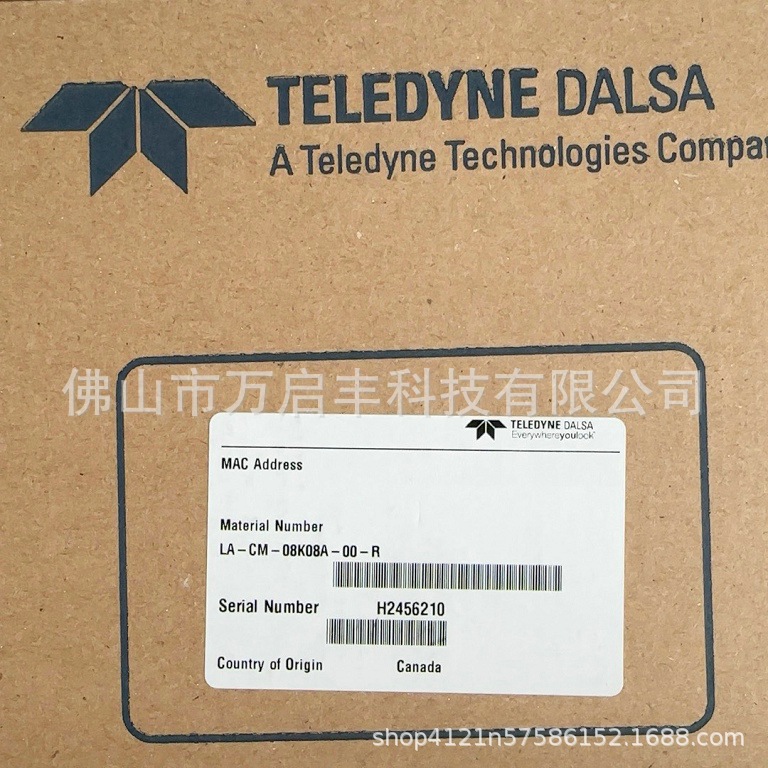 TELEDYNE DALSA
A Teledyne Technologies
佛山市万启丰科技有限公司
TELEDYNE DALSA
Everywhereyoulook
MAC Address
Material Number
LA-CM-08K08A-00-R
Serial Number H2456210
Country of Origin Canada
shop4121n57586152.1688.com